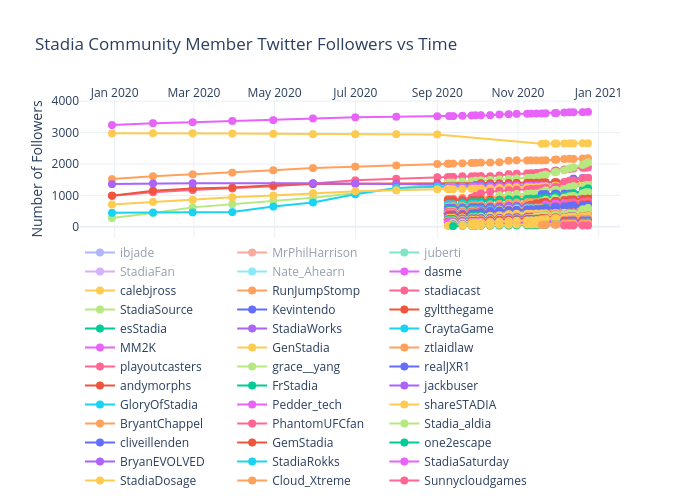 Stadia Community Member Twitter Followers vs Time
Jan 2020 Mar 2020 May 2020 Jul 2020 Sep 2020 Nov 2020 Jan 2021
Number of Followers
4000
3000
2000
1000
0
ibjade MrPhilHarrison juberti
StadiaFan Nate_Ahearn dasme
calebjross RunJumpStomp stadiacast
StadiaSource Kevintendo gyltthegame
esStadia StadiaWorks CraytaGame
MM2K GenStadia ztlaidlaw
playoutcasters grace__yang realJXR1
andymorphs FrStadia jackbuser
GloryOfStadia Pedder_tech shareSTADIA
BryantChappel PhantomUFCfan Stadia_aldia
cliveillenden GemStadia one2escape
BryanEVOLVED StadiaRokks StadiaSaturday
StadiaDosage Cloud_Xtreme Sunnycloudgames